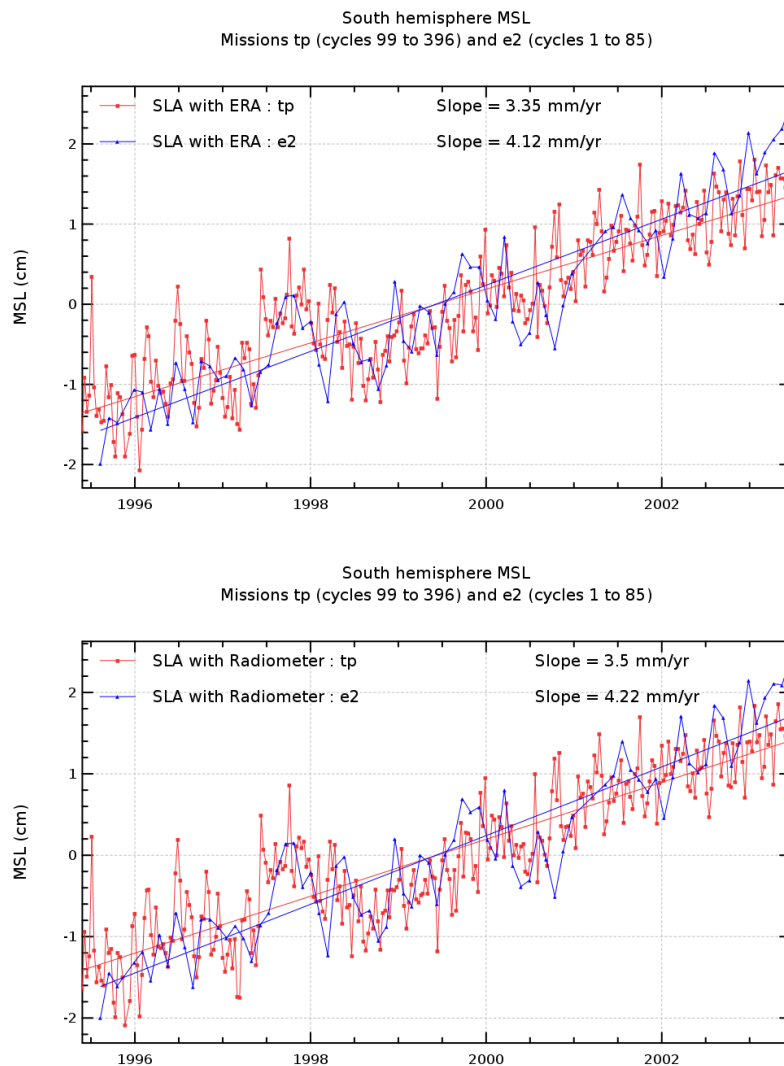 South hemisphere MSL
Missions tp (cycles 99 to 396) and e2 (cycles 1 to 85)
SLA with ERA : tp Slope = 3.35 mm/yr
SLA with ERA : e2 Slope = 4.12 mm/yr
MSL (cm)
2
1
0
-1
-2
1996 1998 2000 2002
South hemisphere MSL
Missions tp (cycles 99 to 396) and e2 (cycles 1 to 85)
SLA with Radiometer : tp Slope = 3.5 mm/yr
SLA with Radiometer : e2 Slope = 4.22 mm/yr
MSL (cm)
2
1
0
-1
-2
1996 1998 2000 2002